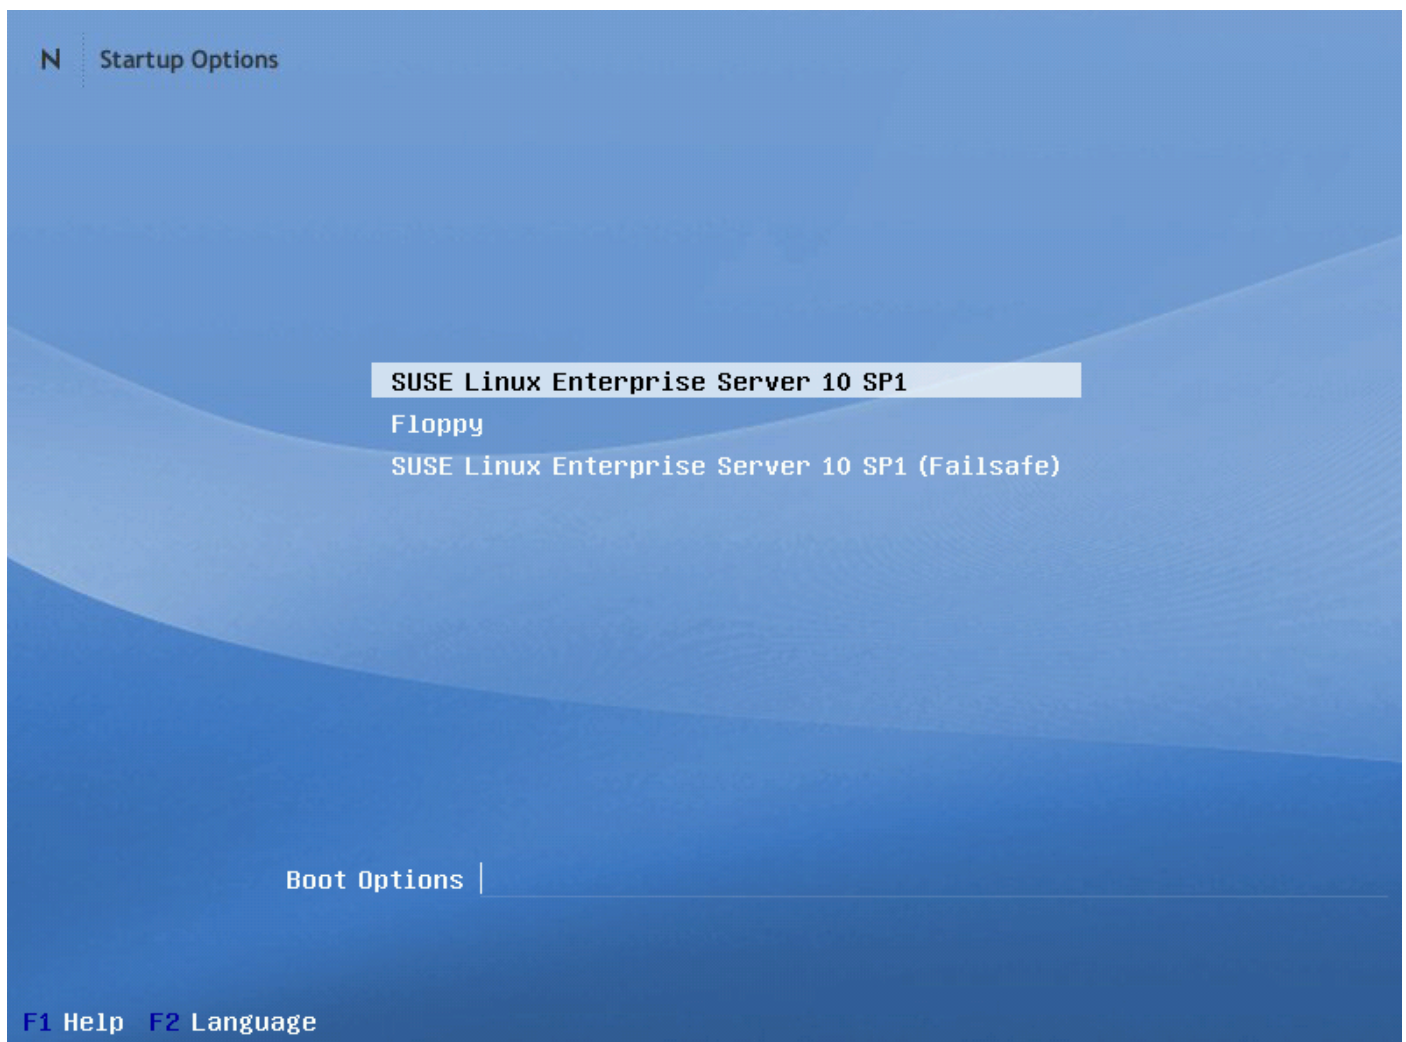 N Startup Options
SUSE Linux Enterprise Server 10 SP1
Floppy
SUSE Linux Enterprise Server 10 SP1 (Failsafe)
Boot Options
F1 Help F2 Language